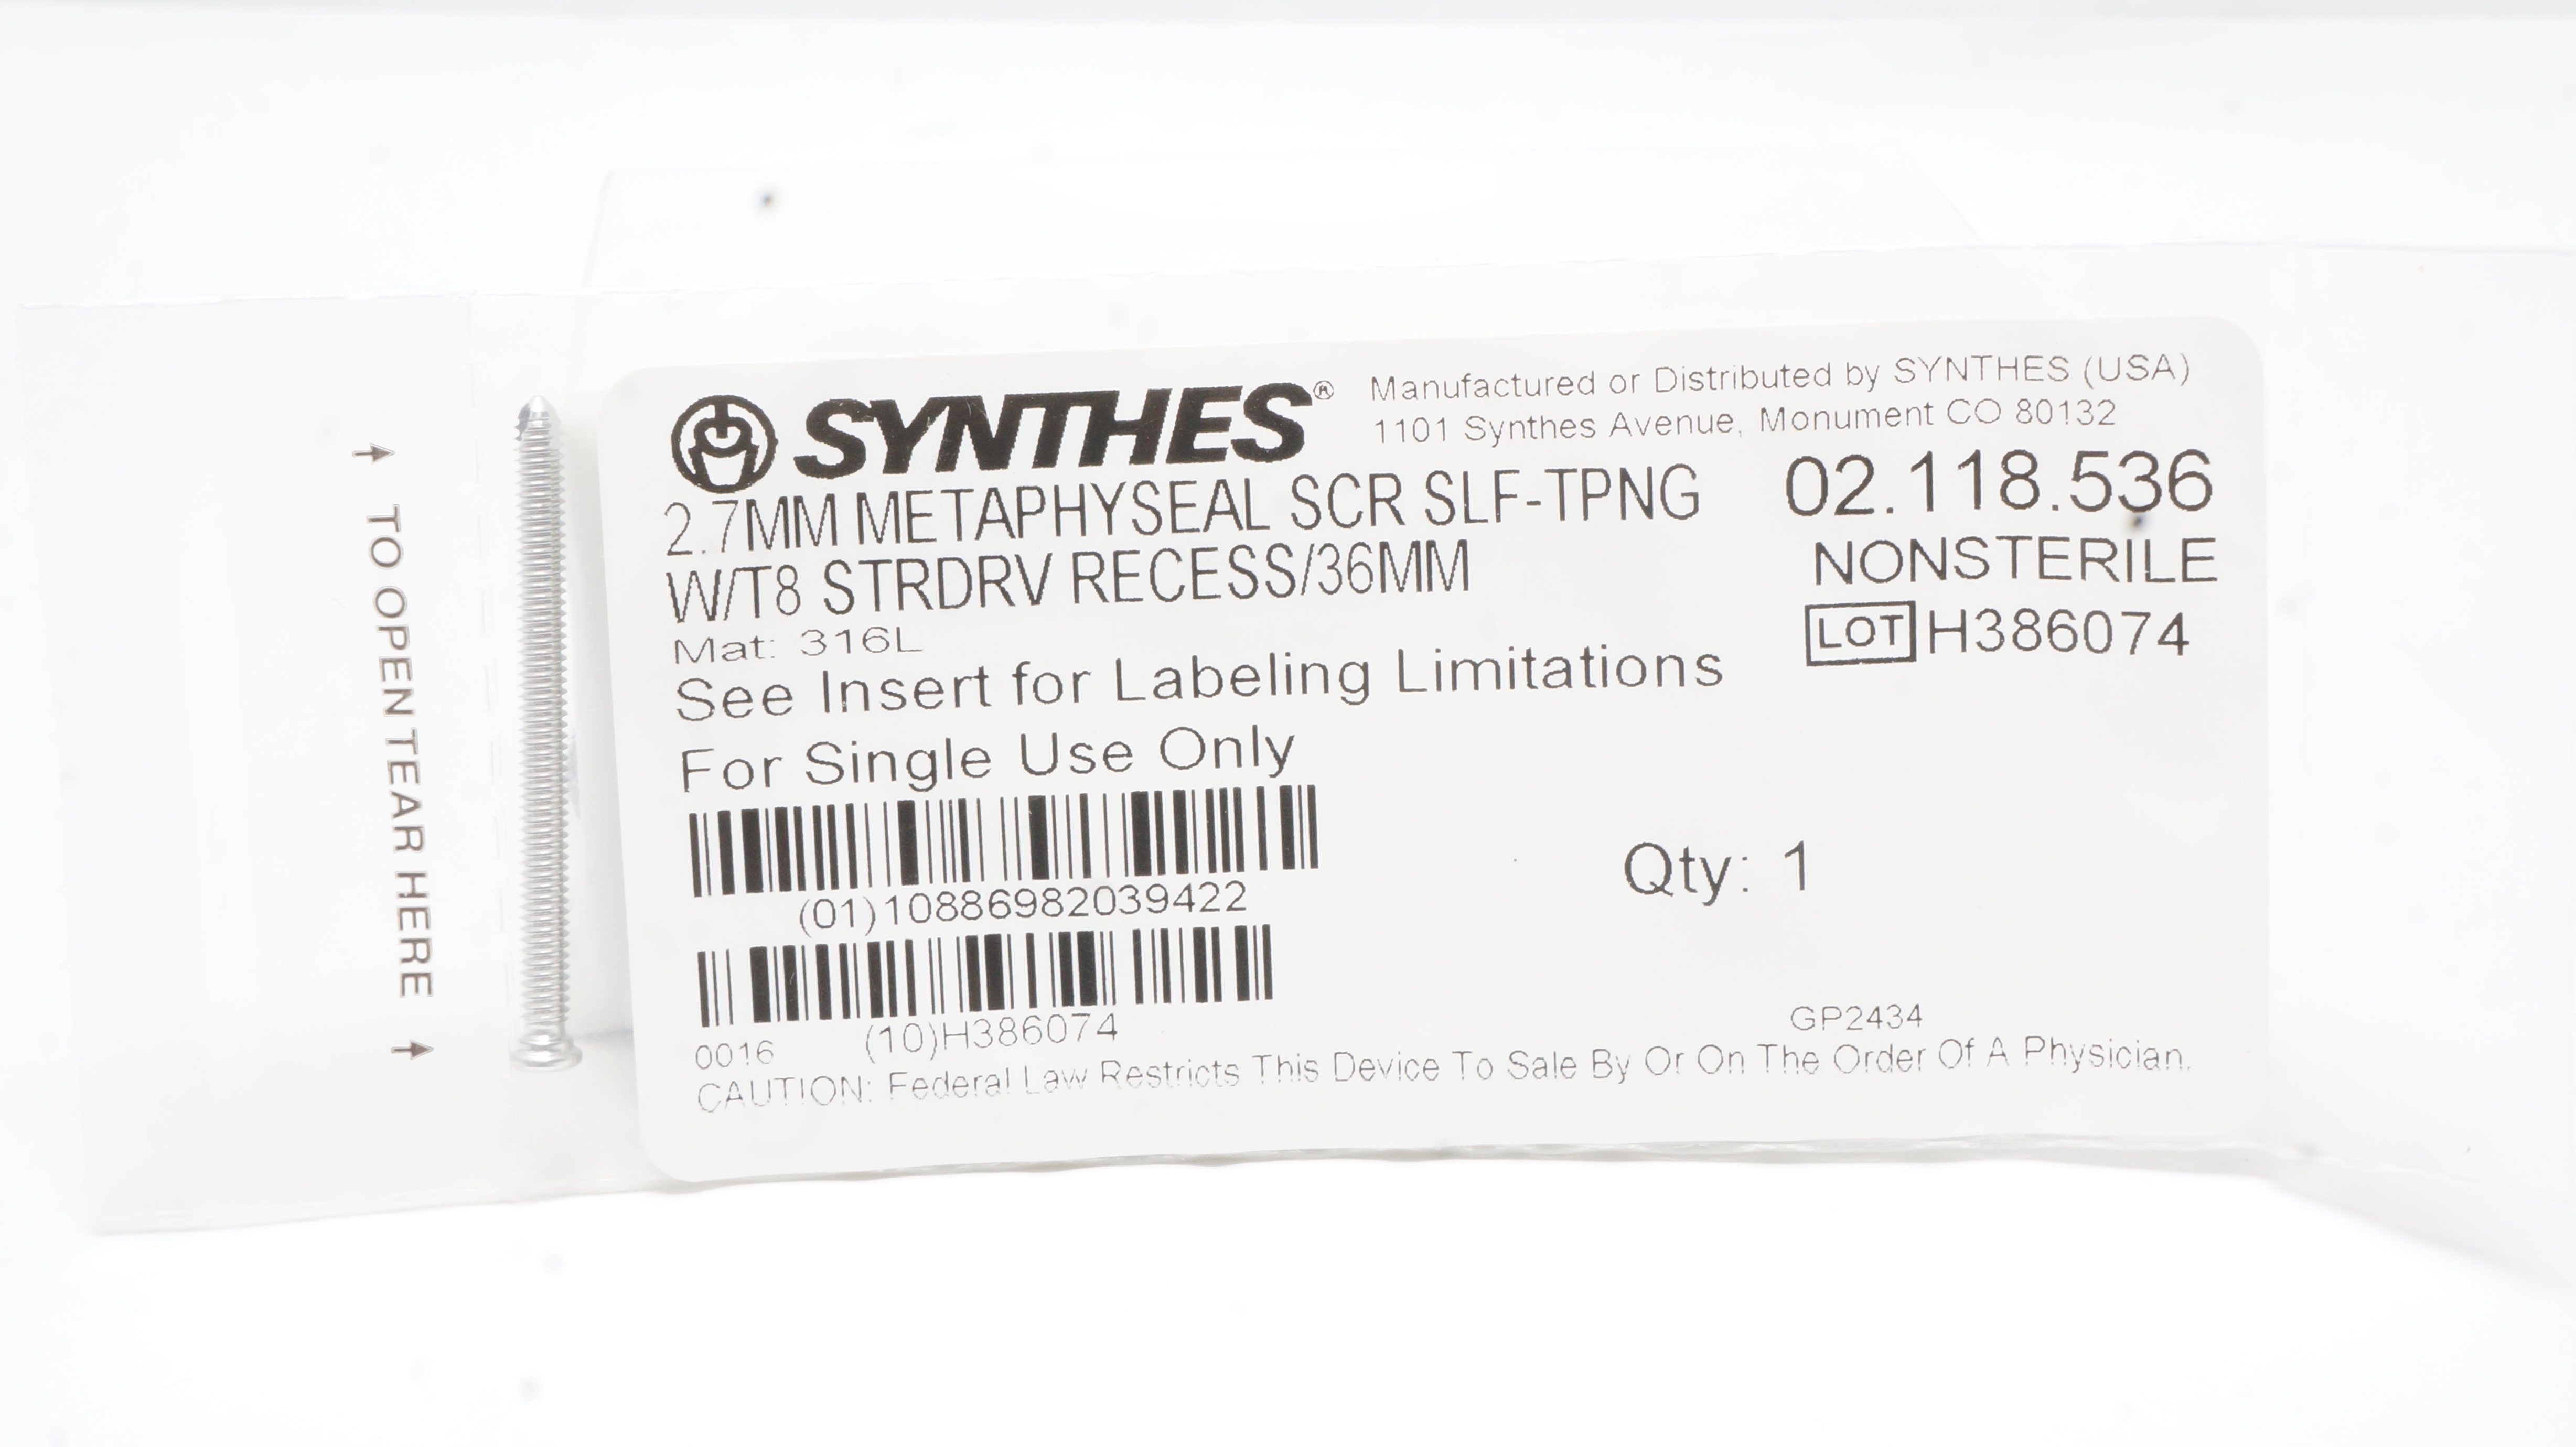 TO OPEN TEAR HERE
SYNTHES®
Manufactured or Distributed by SYNTHES (USA)
1101 Synthes Avenue, Monument CO 80132
2.7MM METAPHYSEAL SCR SLF-TPNG
W/T8 STRDRV RECESS/36MM
02.118.536
NONSTERILE
LOT H386074
Mat: 316L
See Insert for Labeling Limitations
For Single Use Only
(01)10886982039422
Qty: 1
(10)H386074
0016
GP2434
CAUTION: Federal Law Restricts This Device To Sale By Or On The Order Of A Physician.